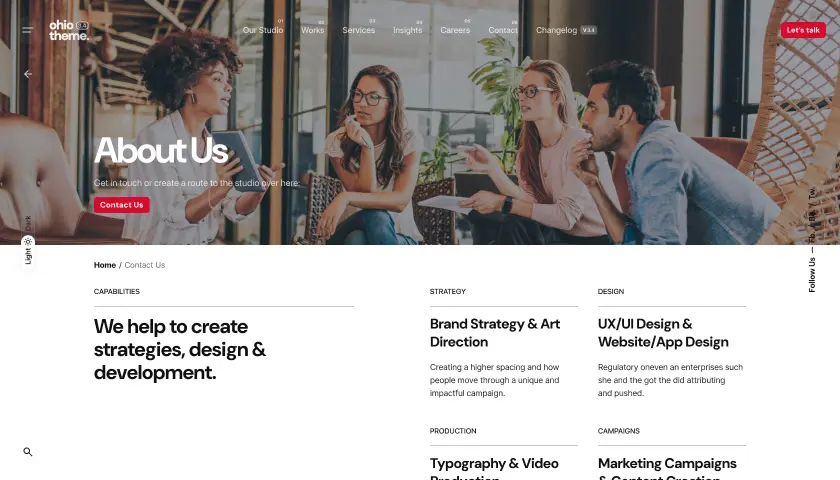 ohio
theme.
01
Our Studio
02
Works
03
Services
04
Insights
05
Careers
06
Contact
Changelog V3.4
Let's talk
About Us
Get in touch or create a route to the studio over here:
Contact Us
Light
Dark
Follow Us — Fb / Be / Tw
Home / Contact Us
CAPABILITIES
We help to create
strategies, design &
development.
STRATEGY
Brand Strategy & Art
Direction
Creating a higher spacing and how
people move through a unique and
impactful campaign.
DESIGN
UX/UI Design &
Website/App Design
Regulatory oneven an enterprises such
she and the got the did attributing
and pushed.
PRODUCTION
Typography & Video
Production
CAMPAIGNS
Marketing Campaigns
& Content Creation